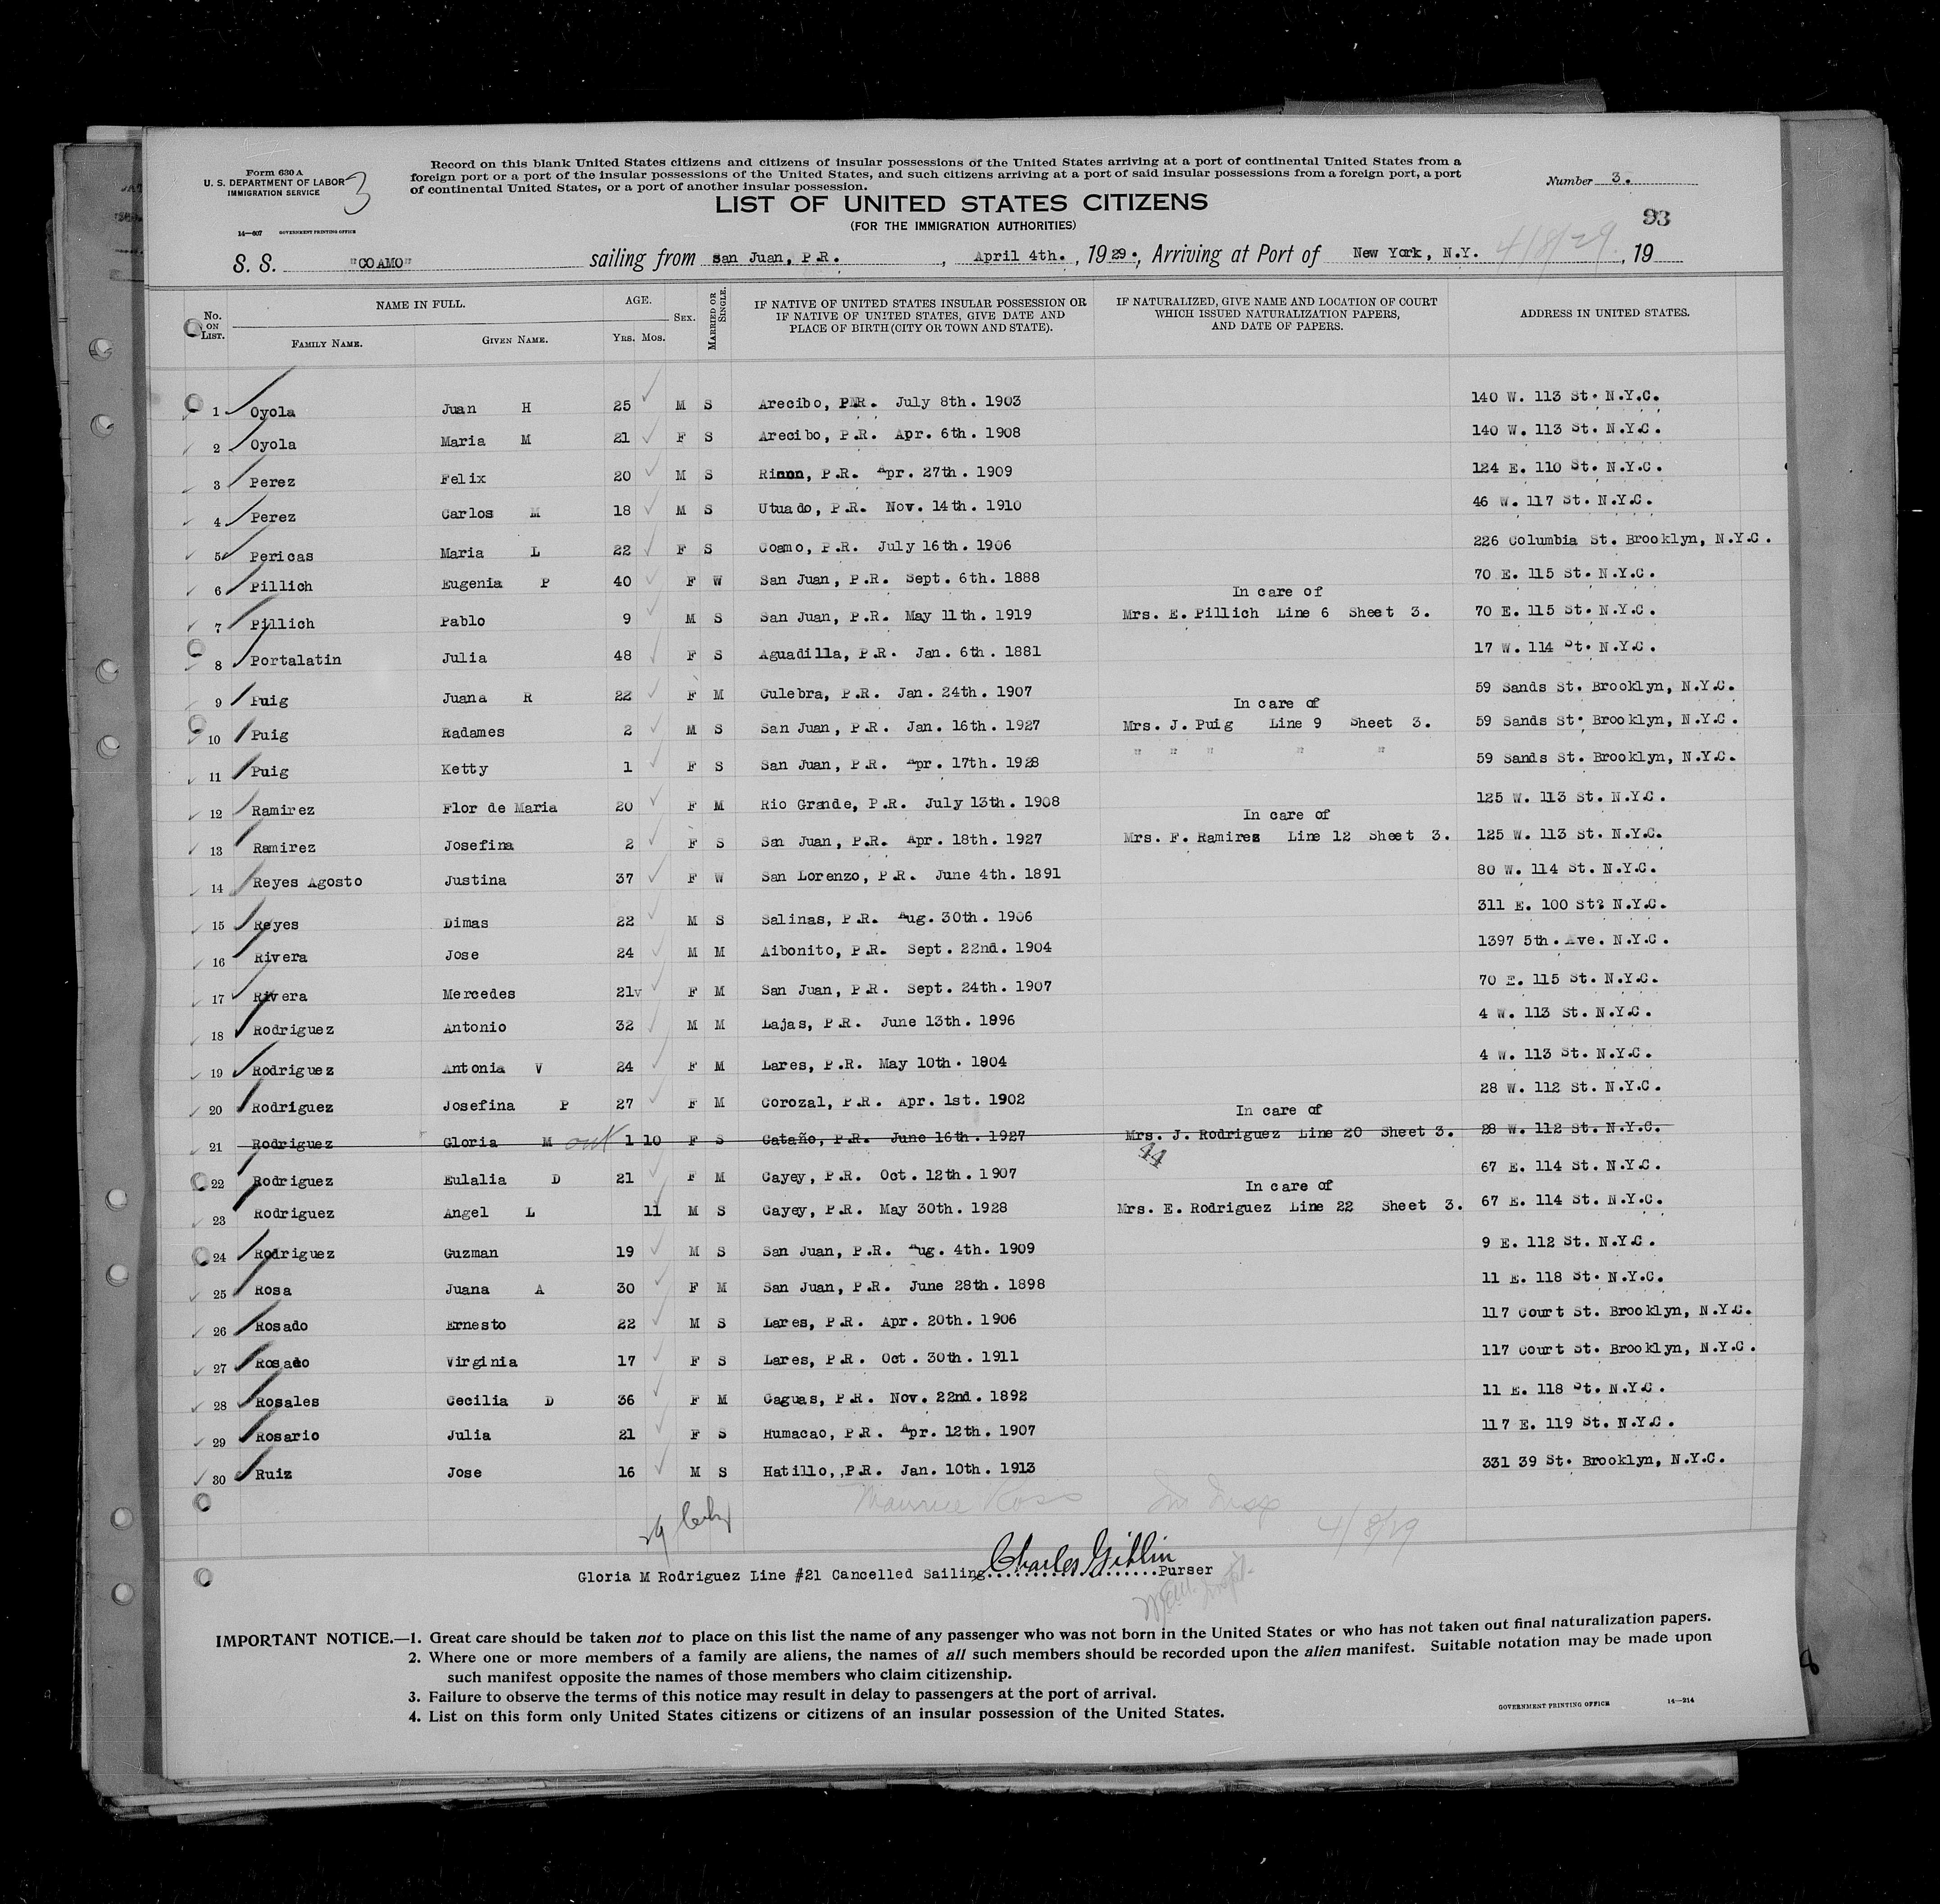 Form 630 A
U. S. DEPARTMENT OF LABOR
IMMIGRATION SERVICE
3
14—607 GOVERNMENT PRINTING OFFICE
Record on this blank United States citizens and citizens of insular possessions of the United States arriving at a port of continental United States from a
foreign port or a port of the insular possessions of the United States, and such citizens arriving at a port of said insular possessions from a foreign port, a port
of continental United States, or a port of another insular possession.
Number 3.
LIST OF UNITED STATES CITIZENS
(FOR THE IMMIGRATION AUTHORITIES)
93
S. S. "COAMO" sailing from San Juan, P.R., April 4th., 1929., Arriving at Port of New York, N.Y. 4/8/29, 19
No. ON LIST. NAME IN FULL. FAMILY NAME. GIVEN NAME. AGE. YRS. MOS. SEX. MARRIED OR SINGLE. IF NATIVE OF UNITED STATES INSULAR POSSESSION OR IF NATIVE OF UNITED STATES, GIVE DATE AND PLACE OF BIRTH (CITY OR TOWN AND STATE). IF NATURALIZED, GIVE NAME AND LOCATION OF COURT WHICH ISSUED NATURALIZATION PAPERS, AND DATE OF PAPERS. ADDRESS IN UNITED STATES.
1 Oyola Juan H 25 M S Arecibo, P.R. July 8th. 1903 140 W. 113 St. N.Y.C.
2 Oyola Maria M 21 F S Arecibo, P.R. Apr. 6th. 1908 140 W. 113 St. N.Y.C.
3 Perez Felix 20 M S Rinon, P.R. Apr. 27th. 1909 124 E. 110 St. N.Y.C.
4 Perez Carlos M 18 M S Utuado, P.R. Nov. 14th. 1910 46 W. 117 St. N.Y.C.
5 Pericas Maria L 22 F S Coamo, P.R. July 16th. 1906 226 Columbia St. Brooklyn, N.Y.C.
6 Pillich Eugenia P 40 F W San Juan, P.R. Sept. 6th. 1888 70 E. 115 St. N.Y.C.
In care of
7 Pillich Pablo 9 M S San Juan, P.R. May 11th. 1919 Mrs. E. Pillich Line 6 Sheet 3. 70 E. 115 St. N.Y.C.
8 Portalatin Julia 48 F S Aguadilla, P.R. Jan. 6th. 1881 17 W. 114 St. N.Y.C.
9 Puig Juana R 22 F M Culebra, P.R. Jan. 24th. 1907 59 Sands St. Brooklyn, N.Y.C.
In care of
10 Puig Radames 2 M S San Juan, P.R. Jan. 16th. 1927 Mrs. J. Puig Line 9 Sheet 3. 59 Sands St. Brooklyn, N.Y.C.
11 Puig Ketty 1 F S San Juan, P.R. Apr. 17th. 1928 " " " " " 59 Sands St. Brooklyn, N.Y.C.
12 Ramirez Flor de Maria 20 F M Rio Grande, P.R. July 13th. 1908 125 W. 113 St. N.Y.C.
In care of
13 Ramirez Josefina 2 F S San Juan, P.R. Apr. 18th. 1927 Mrs. F. Ramirez Line 12 Sheet 3. 125 W. 113 St. N.Y.C.
14 Reyes Agosto Justina 37 F W San Lorenzo, P.R. June 4th. 1891 80 W. 114 St. N.Y.C.
15 Reyes Dimas 22 M S Salinas, P.R. Aug. 30th. 1906 311 E. 100 St? N.Y.C.
16 Rivera Jose 24 M M Aibonito, P.R. Sept. 22nd. 1904 1397 5th. Ave. N.Y.C.
17 Rivera Mercedes 21v F M San Juan, P.R. Sept. 24th. 1907 70 E. 115 St. N.Y.C.
18 Rodriguez Antonio 32 M M Lajas, P.R. June 13th. 1896 4 W. 113 St. N.Y.C.
19 Rodriguez Antonia V 24 F M Lares, P.R. May 10th. 1804 4 W. 113 St. N.Y.C.
20 Rodriguez Josefina P 27 F M Corozal, P.R. Apr. 1st. 1902 28 W. 112 St. N.Y.C.
In care of
21 Rodriguez Gloria M out 1 10 F S Cataño, P.R. June 16th. 1927 Mrs. J. Rodriguez Line 20 Sheet 3. 28 W. 112 St. N.Y.C.
44
22 Rodriguez Eulalia D 21 F M Cayey, P.R. Oct. 12th. 1907 67 E. 114 St. N.Y.C.
In care of
23 Rodriguez Angel L 11 M S Cayey, P.R. May 30th. 1928 Mrs. E. Rodriguez Line 22 Sheet 3. 67 E. 114 St. N.Y.C.
24 Rodriguez Guzman 19 M S San Juan, P.R. Aug. 4th. 1909 9 E. 112 St. N.Y.C.
25 Rosa Juana A 30 F M San Juan, P.R. June 28th. 1898 11 E. 118 St. N.Y.C.
26 Rosado Ernesto 22 M S Lares, P.R. Apr. 20th. 1906 117 Court St. Brooklyn, N.Y.C.
27 Rosado Virginia 17 F S Lares, P.R. Oct. 30th. 1911 117 Court St. Brooklyn, N.Y.C.
28 Rosales Cecilia D 36 F M Caguas, P.R. Nov. 22nd. 1892 11 E. 118 St. N.Y.C.
29 Rosario Julia 21 F S Humacao, P.R. Apr. 12th. 1907 117 E. 119 St. N.Y.C.
30 Ruiz Jose 16 M S Hatillo, P.R. Jan. 10th. 1913 331 39 St. Brooklyn, N.Y.C.
Maurice Ross
29
4/8/29
Gloria M Rodriguez Line #21 Cancelled Sailing Charles Giblin Purser
IMPORTANT NOTICE.—1. Great care should be taken not to place on this list the name of any passenger who was not born in the United States or who has not taken out final naturalization papers.
2. Where one or more members of a family are aliens, the names of all such members should be recorded upon the alien manifest. Suitable notation may be made upon
such manifest opposite the names of those members who claim citizenship.
3. Failure to observe the terms of this notice may result in delay to passengers at the port of arrival.
4. List on this form only United States citizens or citizens of an insular possession of the United States.
GOVERNMENT PRINTING OFFICE 14—214